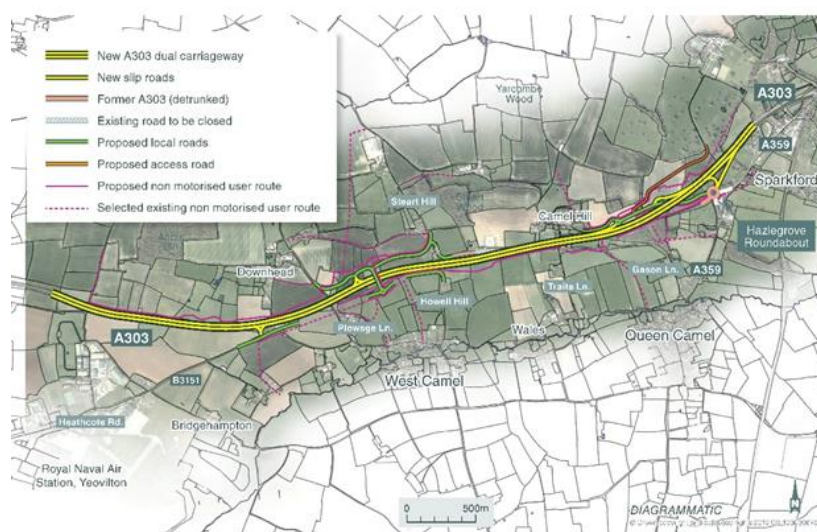 New A303 dual carriageway
New slip roads
Former A303 (detrunked)
Existing road to be closed
Proposed local roads
Proposed access road
Proposed non motorised user route
Selected existing non motorised user route
Yarcombe
Wood
A303
A359
Sparkford
Steart Hill
Camel Hill
Hazlegrove
Roundabout
Downhead
Gason Ln.
A359
Traits Ln.
Howell Hill
A303
Plowage Ln.
Wales
Queen Camel
West Camel
B3151
Heathcote Rd.
Bridgehampton
Royal Naval Air
Station, Yeovilton
0 500m
N
DIAGRAMMATIC